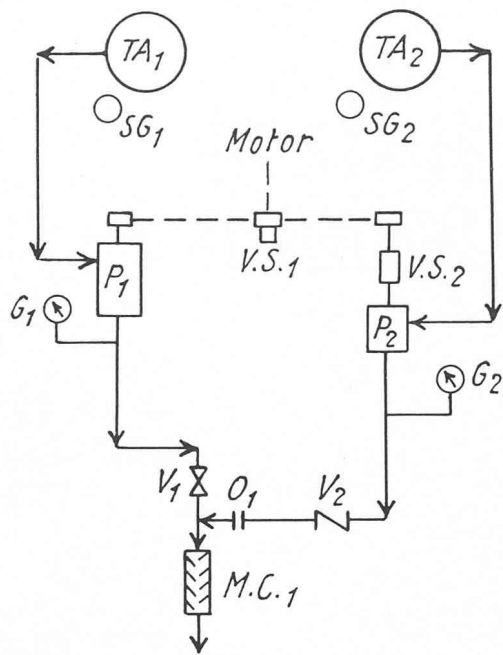 TA1
TA2
SG1
SG2
Motor
V.S.1
V.S.2
P1
P2
G1
G2
V1
O1
V2
M.C.1